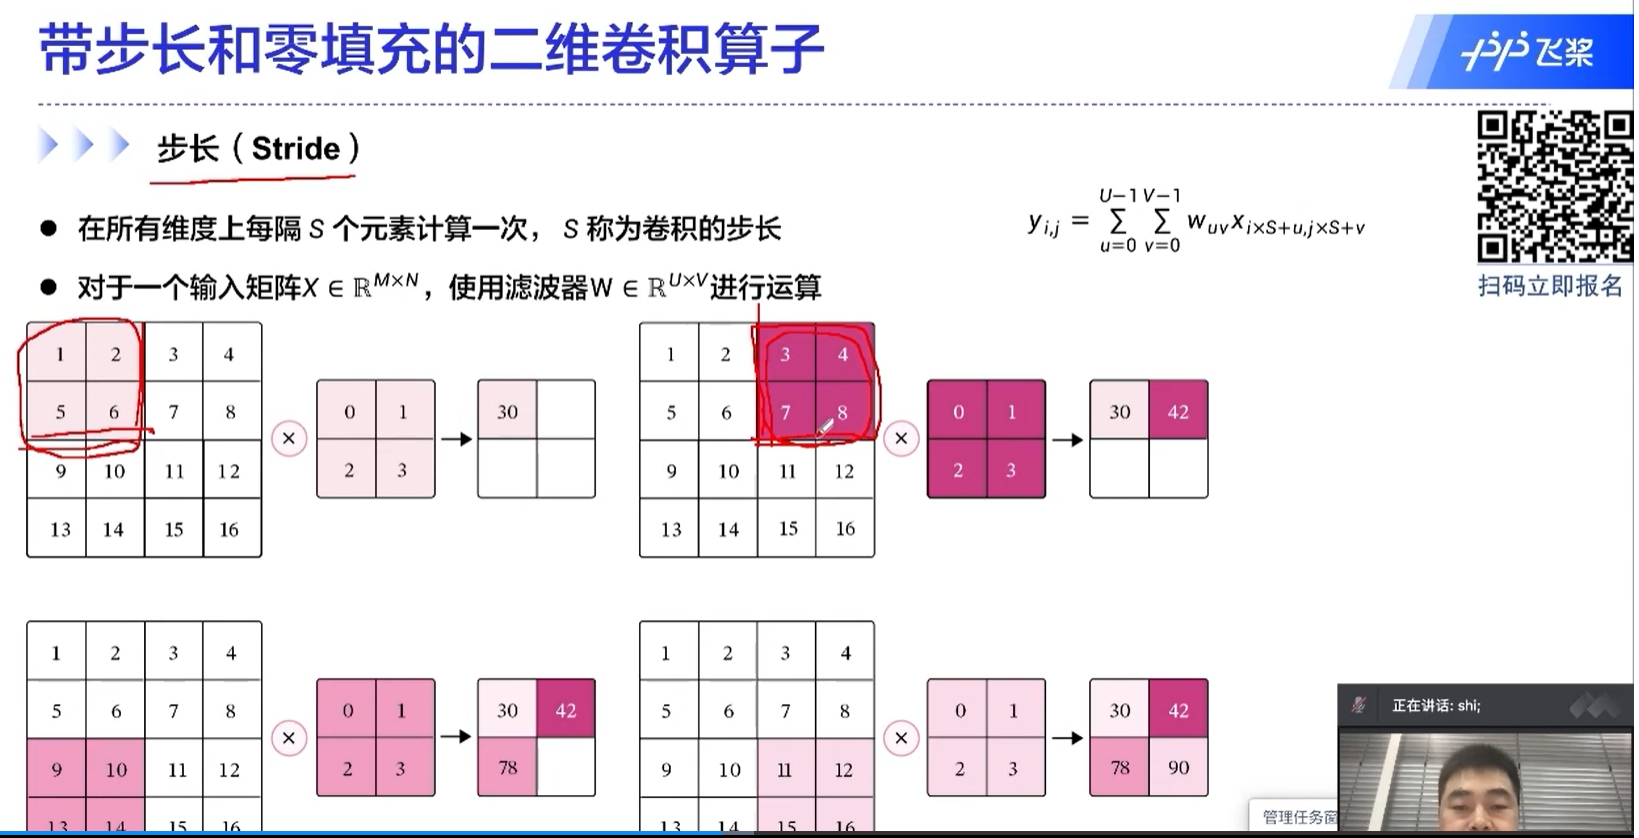 带步长和零填充的二维卷积算子
飞桨
步长（Stride）
● 在所有维度上每隔 S 个元素计算一次， S 称为卷积的步长
y_{i,j} = \sum_{u=0}^{U-1} \sum_{v=0}^{V-1} w_{uv} x_{i×S+u,j×S+v}
● 对于一个输入矩阵X ∈ ℝ^{M×N}，使用滤波器W ∈ ℝ^{U×V}进行运算
扫码立即报名
1 2 3 4
5 6 7 8
9 10 11 12
13 14 15 16
×
0 1
2 3
→
30
1 2 3 4
5 6 7 8
9 10 11 12
13 14 15 16
×
0 1
2 3
→
30 42
1 2 3 4
5 6 7 8
9 10 11 12
13 14 15 16
×
0 1
2 3
→
30 42
78
1 2 3 4
5 6 7 8
9 10 11 12
13 14 15 16
×
0 1
2 3
→
30 42
78 90
正在讲话: shi;
管理任务窗